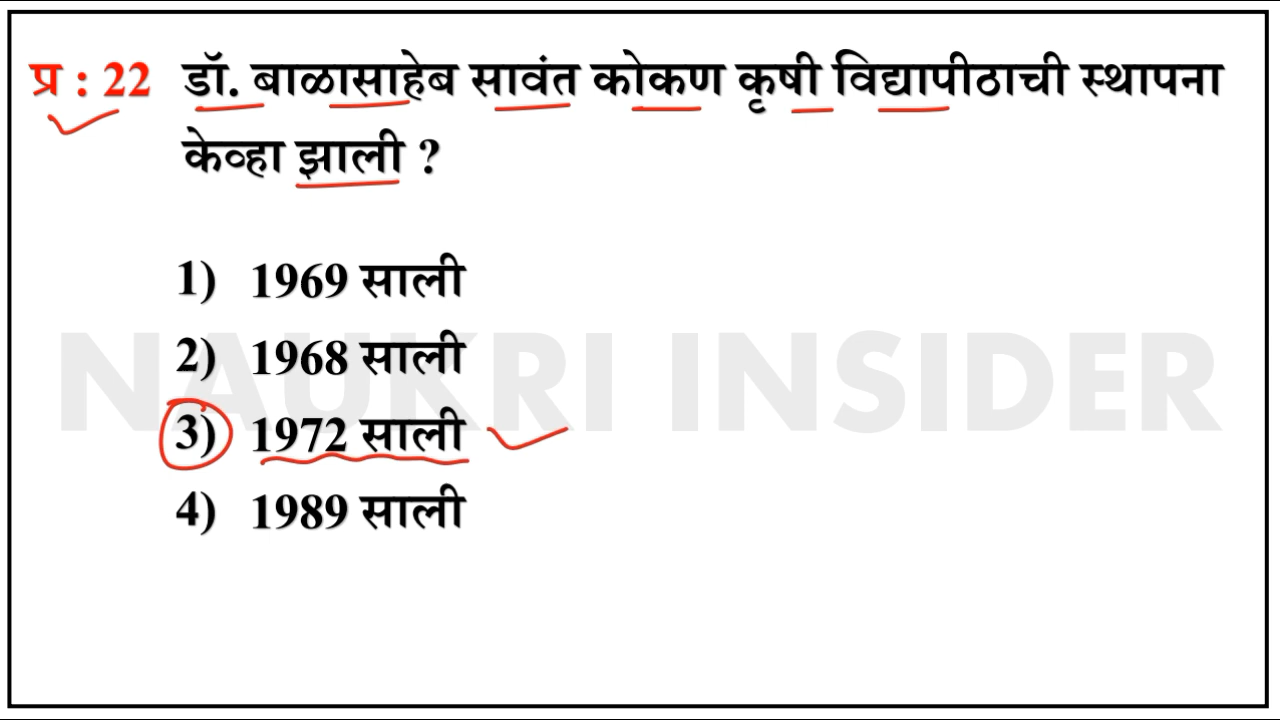 प्र : 22 डॉ. बाळासाहेब सावंत कोकण कृषी विद्यापीठाची स्थापना
केव्हा झाली ?
1) 1969 साली
2) 1968 साली
3) 1972 साली
4) 1989 साली
NAUKRI INSIDER